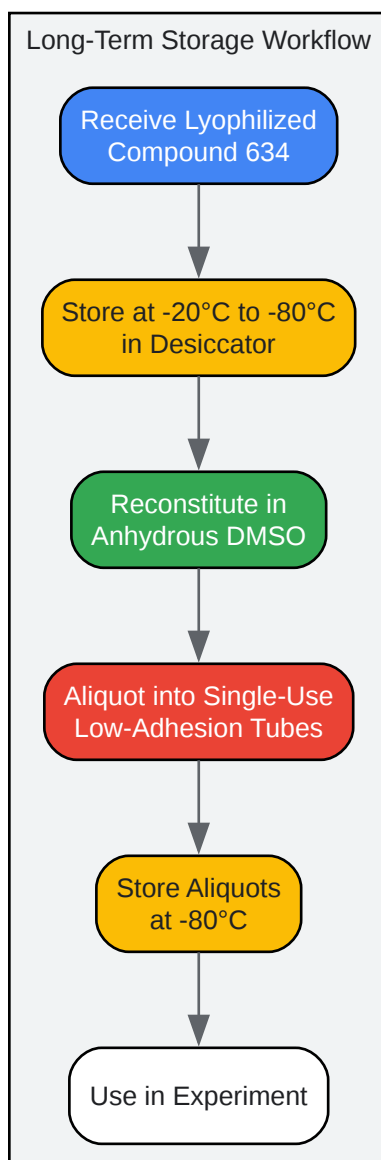 Long-Term Storage Workflow
Receive Lyophilized
Compound 634
Store at -20°C to -80°C
in Desiccator
Reconstitute in
Anhydrous DMSO
Aliquot into Single-Use
Low-Adhesion Tubes
Store Aliquots
at -80°C
Use in Experiment